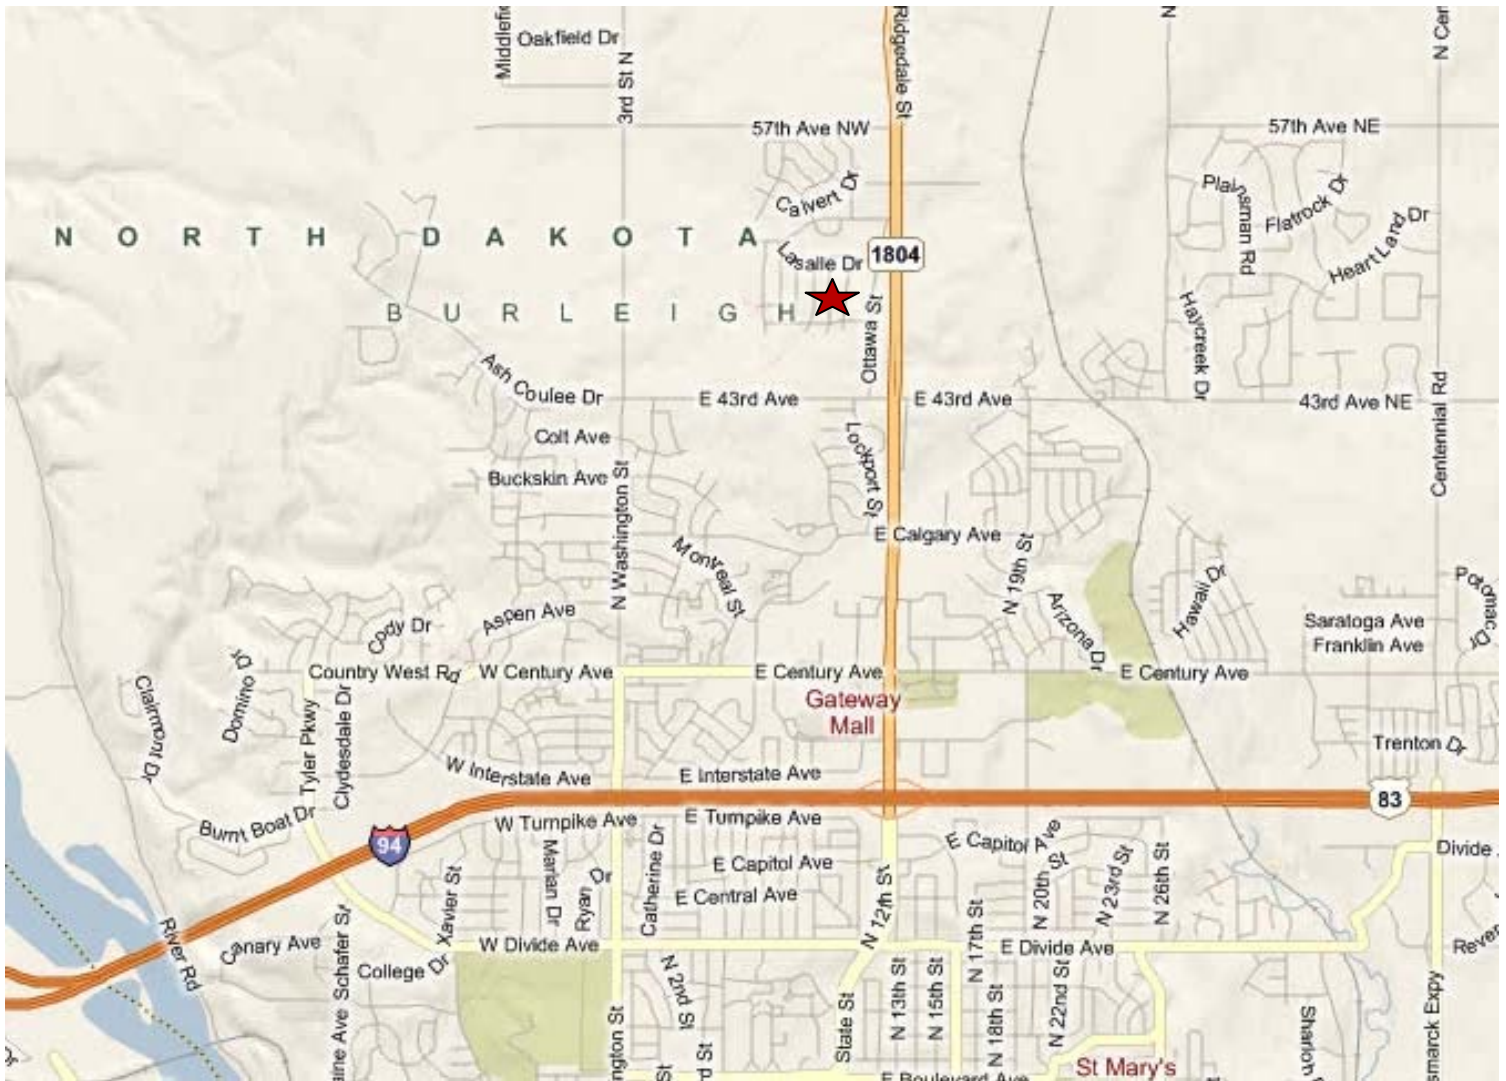 Oakfield Dr
3rd St N
Ridgedale St
N
N Cen
57th Ave NW
57th Ave NE
Calvert Dr
Plainsman Rd
Flatrock Dr
Heart Land Dr
NORTH DAKOTA
Lasalle Dr
1804
BURLEIGH
Ottawa St
Haycreek Dr
Ash Coulee Dr
E 43rd Ave
E 43rd Ave
43rd Ave NE
Centennial Rd
Colt Ave
Lockport St
Buckskin Ave
N Washington St
E Calgary Ave
Montreal St
N 19th St
Hawaii Dr
Potomac Dr
Arizona Dr
Aspen Ave
Cody Dr
Saratoga Ave
Franklin Ave
Country West Rd
W Century Ave
E Century Ave
E Century Ave
Clairmont Dr
Domino Dr
Tyler Pkwy
Clydesdale Dr
Gateway
Mall
Trenton Dr
W Interstate Ave
E Interstate Ave
83
Burnt Boat Dr
94
W Turnpike Ave
E Turnpike Ave
E Capitol Ave
E Capitol Ave
Divide
Marian Dr
Ryan Dr
Catherine Dr
E Central Ave
Xavier St
N 12th St
N 20th St
N 23rd St
N 26th St
River Rd
Canary Ave
Schafer St
College Dr
W Divide Ave
N 17th St
E Divide Ave
N 2nd St
State St
N 13th St
N 15th St
N 18th St
N 22nd St
St Mary's
E Boulevard Ave